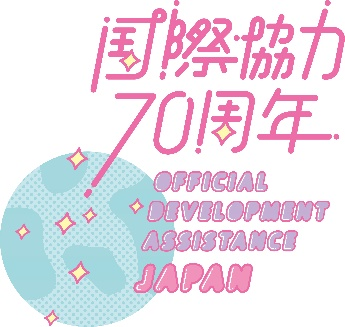 国際協力
70周年
OFFICIAL
DEVELOPMENT
ASSISTANCE
JAPAN